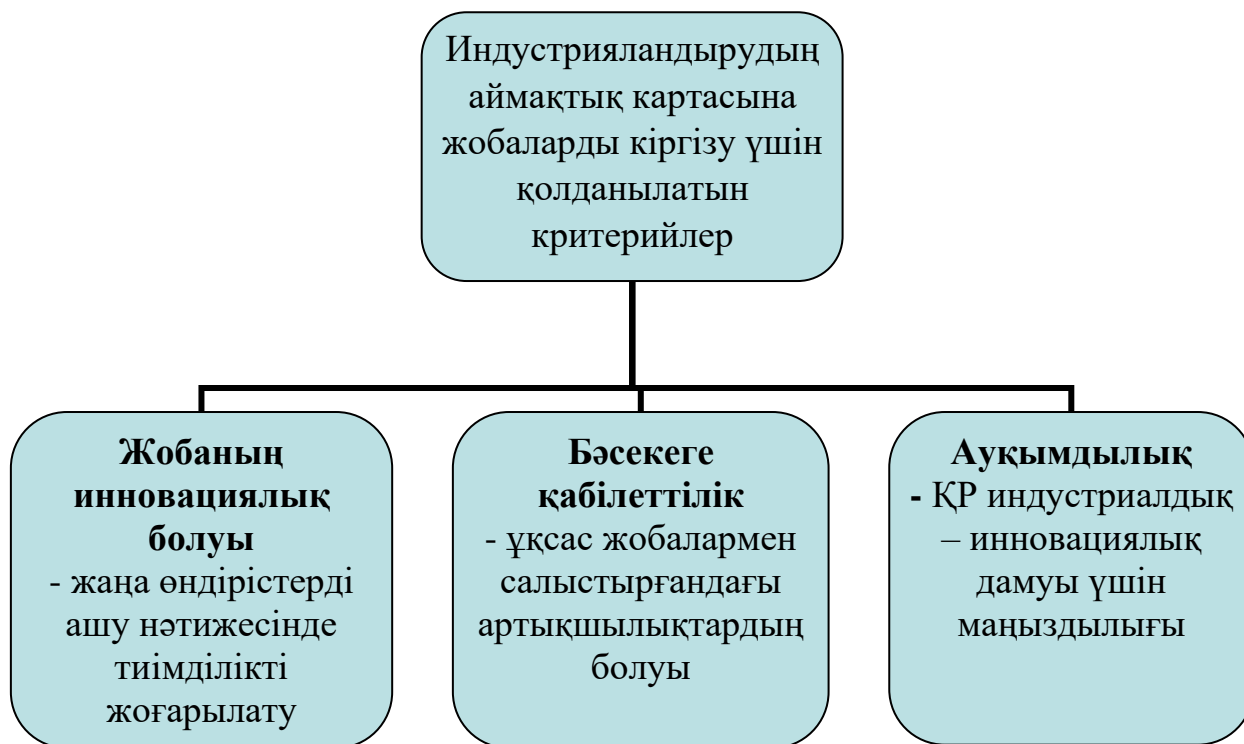 Индустрияландырудың
аймақтық картасына
жобаларды кіргізу үшін
қолданылатын
критерийлер
Жобаның
инновациялық
болуы
- жаңа өндірістерді
ашу нәтижесінде
тиімділікті
жоғарылату
Бәсекеге
қабілеттілік
- ұқсас жобалармен
салыстырғандағы
артықшылықтардың
болуы
Ауқымдылық
- ҚР индустриалдық
– инновациялық
дамуы үшін
маңыздылығы